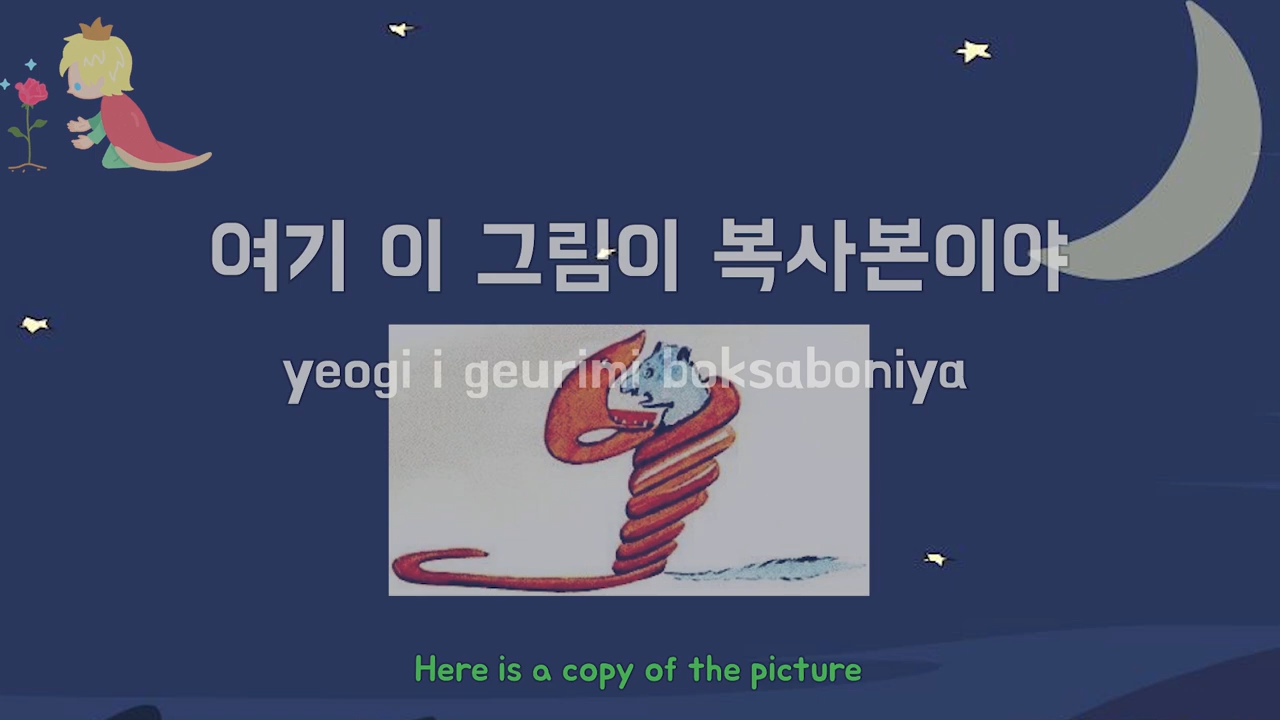 여기 이 그림이 복사본이야
yeogi i geurimi boksaboniya
Here is a copy of the picture